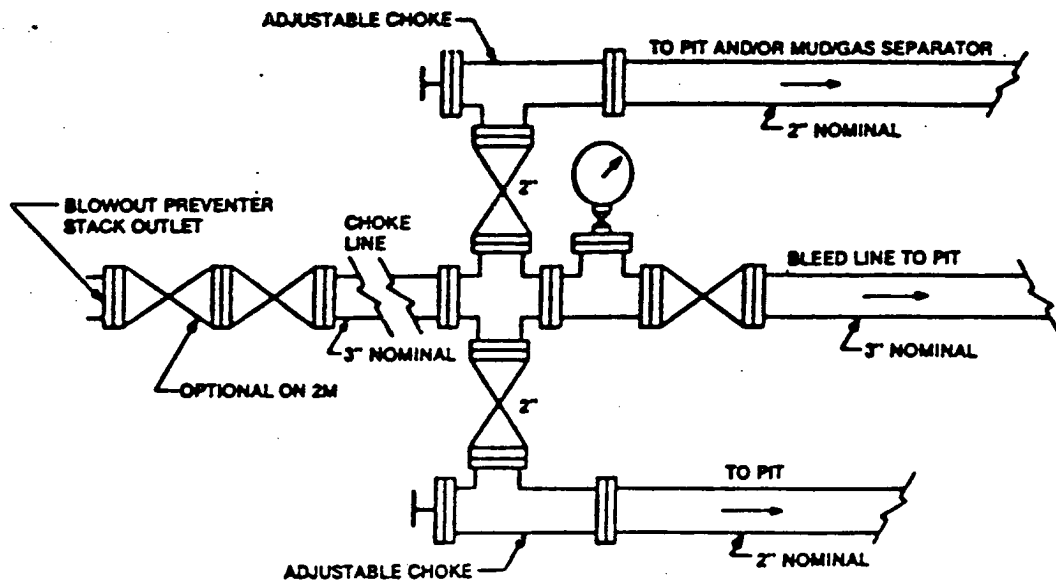 ADJUSTABLE CHOKE
TO PIT AND/OR MUD/GAS SEPARATOR
2" NOMINAL
2"
BLOWOUT PREVENTER
STACK OUTLET
CHOKE
LINE
BLEED LINE TO PIT
3" NOMINAL
3" NOMINAL
OPTIONAL ON 2M
2"
TO PIT
2" NOMINAL
ADJUSTABLE CHOKE